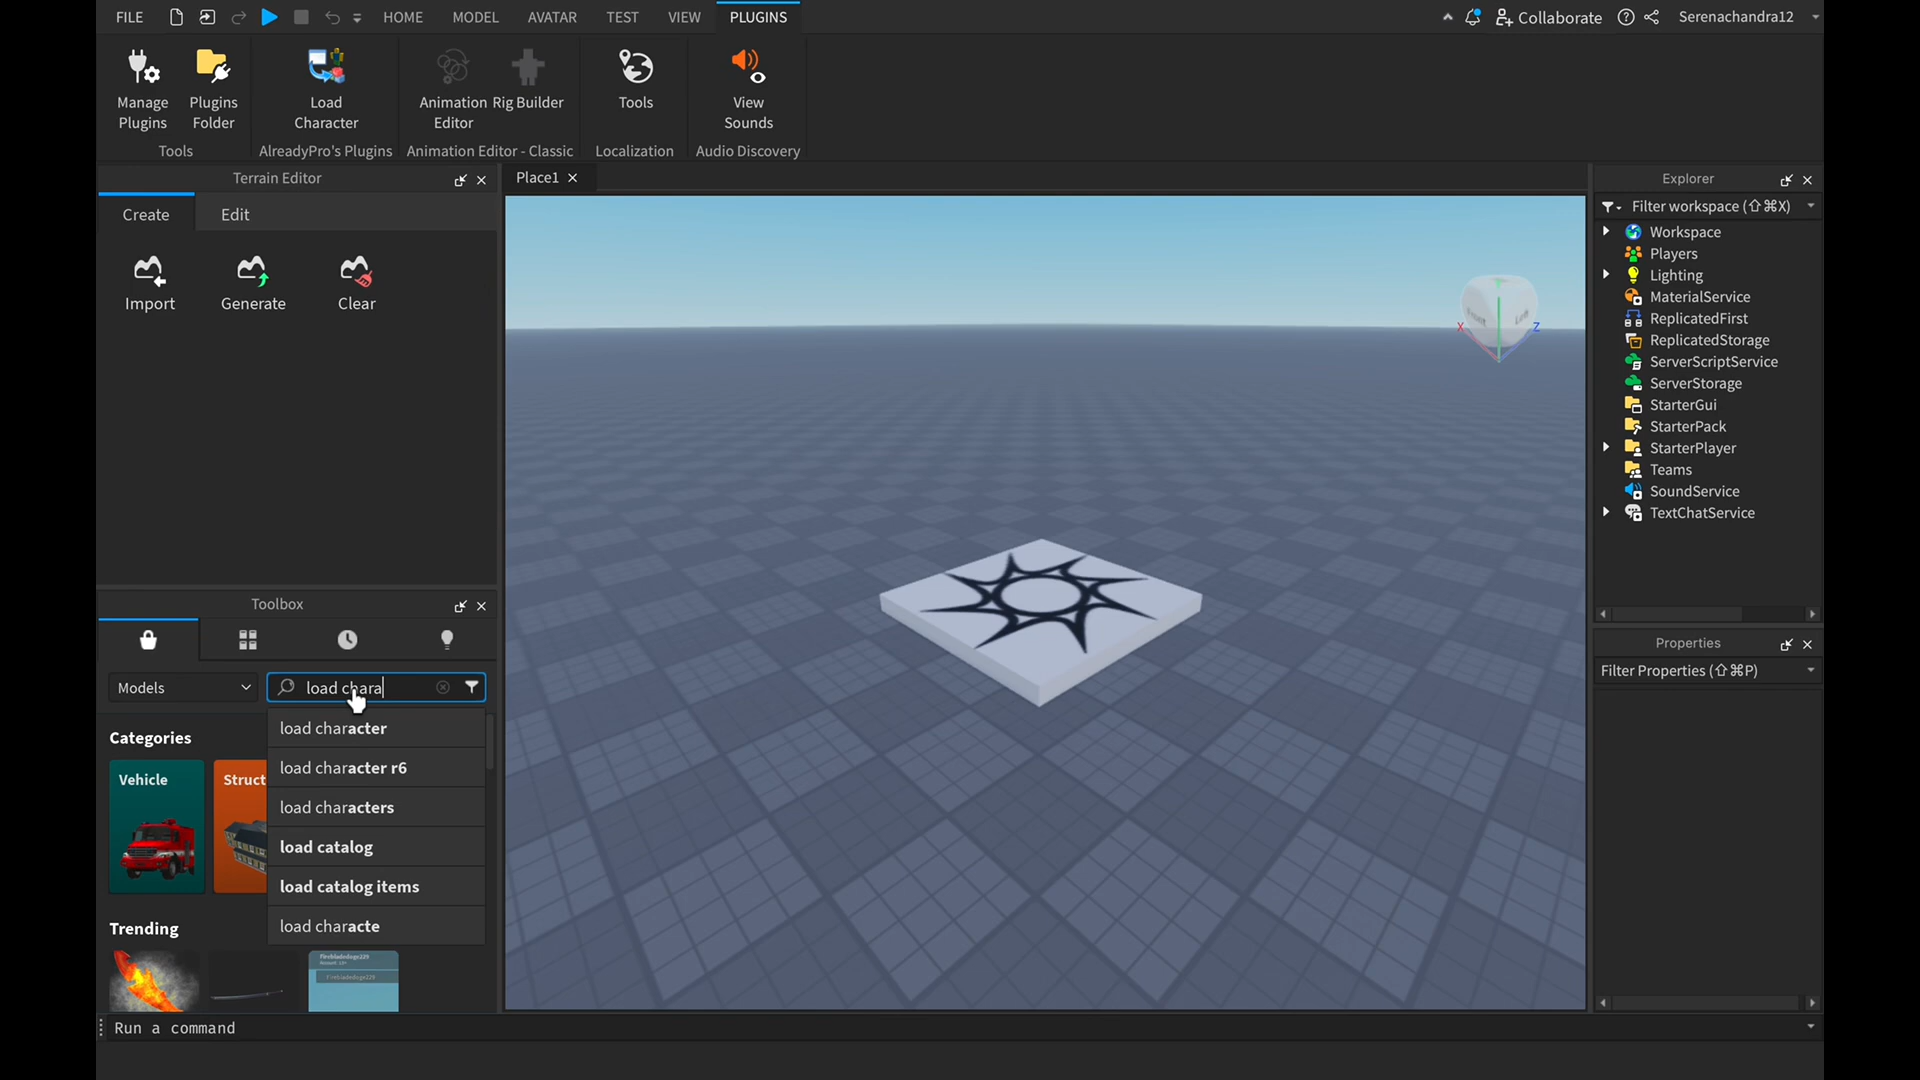 FILE
HOME
MODEL
AVATAR
TEST
VIEW
PLUGINS
Collaborate
Serenachandra12
Manage
Plugins
Plugins
Folder
Tools
Load
Character
AlreadyPro's Plugins
Animation
Editor
Rig Builder
Animation Editor - Classic
Tools
Localization
View
Sounds
Audio Discovery
Terrain Editor
Create
Edit
Import
Generate
Clear
Toolbox
Models
load chara
load character
load character r6
load characters
load catalog
load catalog items
load characte
Categories
Vehicle
Struct
Trending
Firebladedoge229
Firebladedoge229
Place1
Front
Left
X
Z
Explorer
Filter workspace (⇧⌘X)
Workspace
Players
Lighting
MaterialService
ReplicatedFirst
ReplicatedStorage
ServerScriptService
ServerStorage
StarterGui
StarterPack
StarterPlayer
Teams
SoundService
TextChatService
Properties
Filter Properties (⇧⌘P)
Run a command